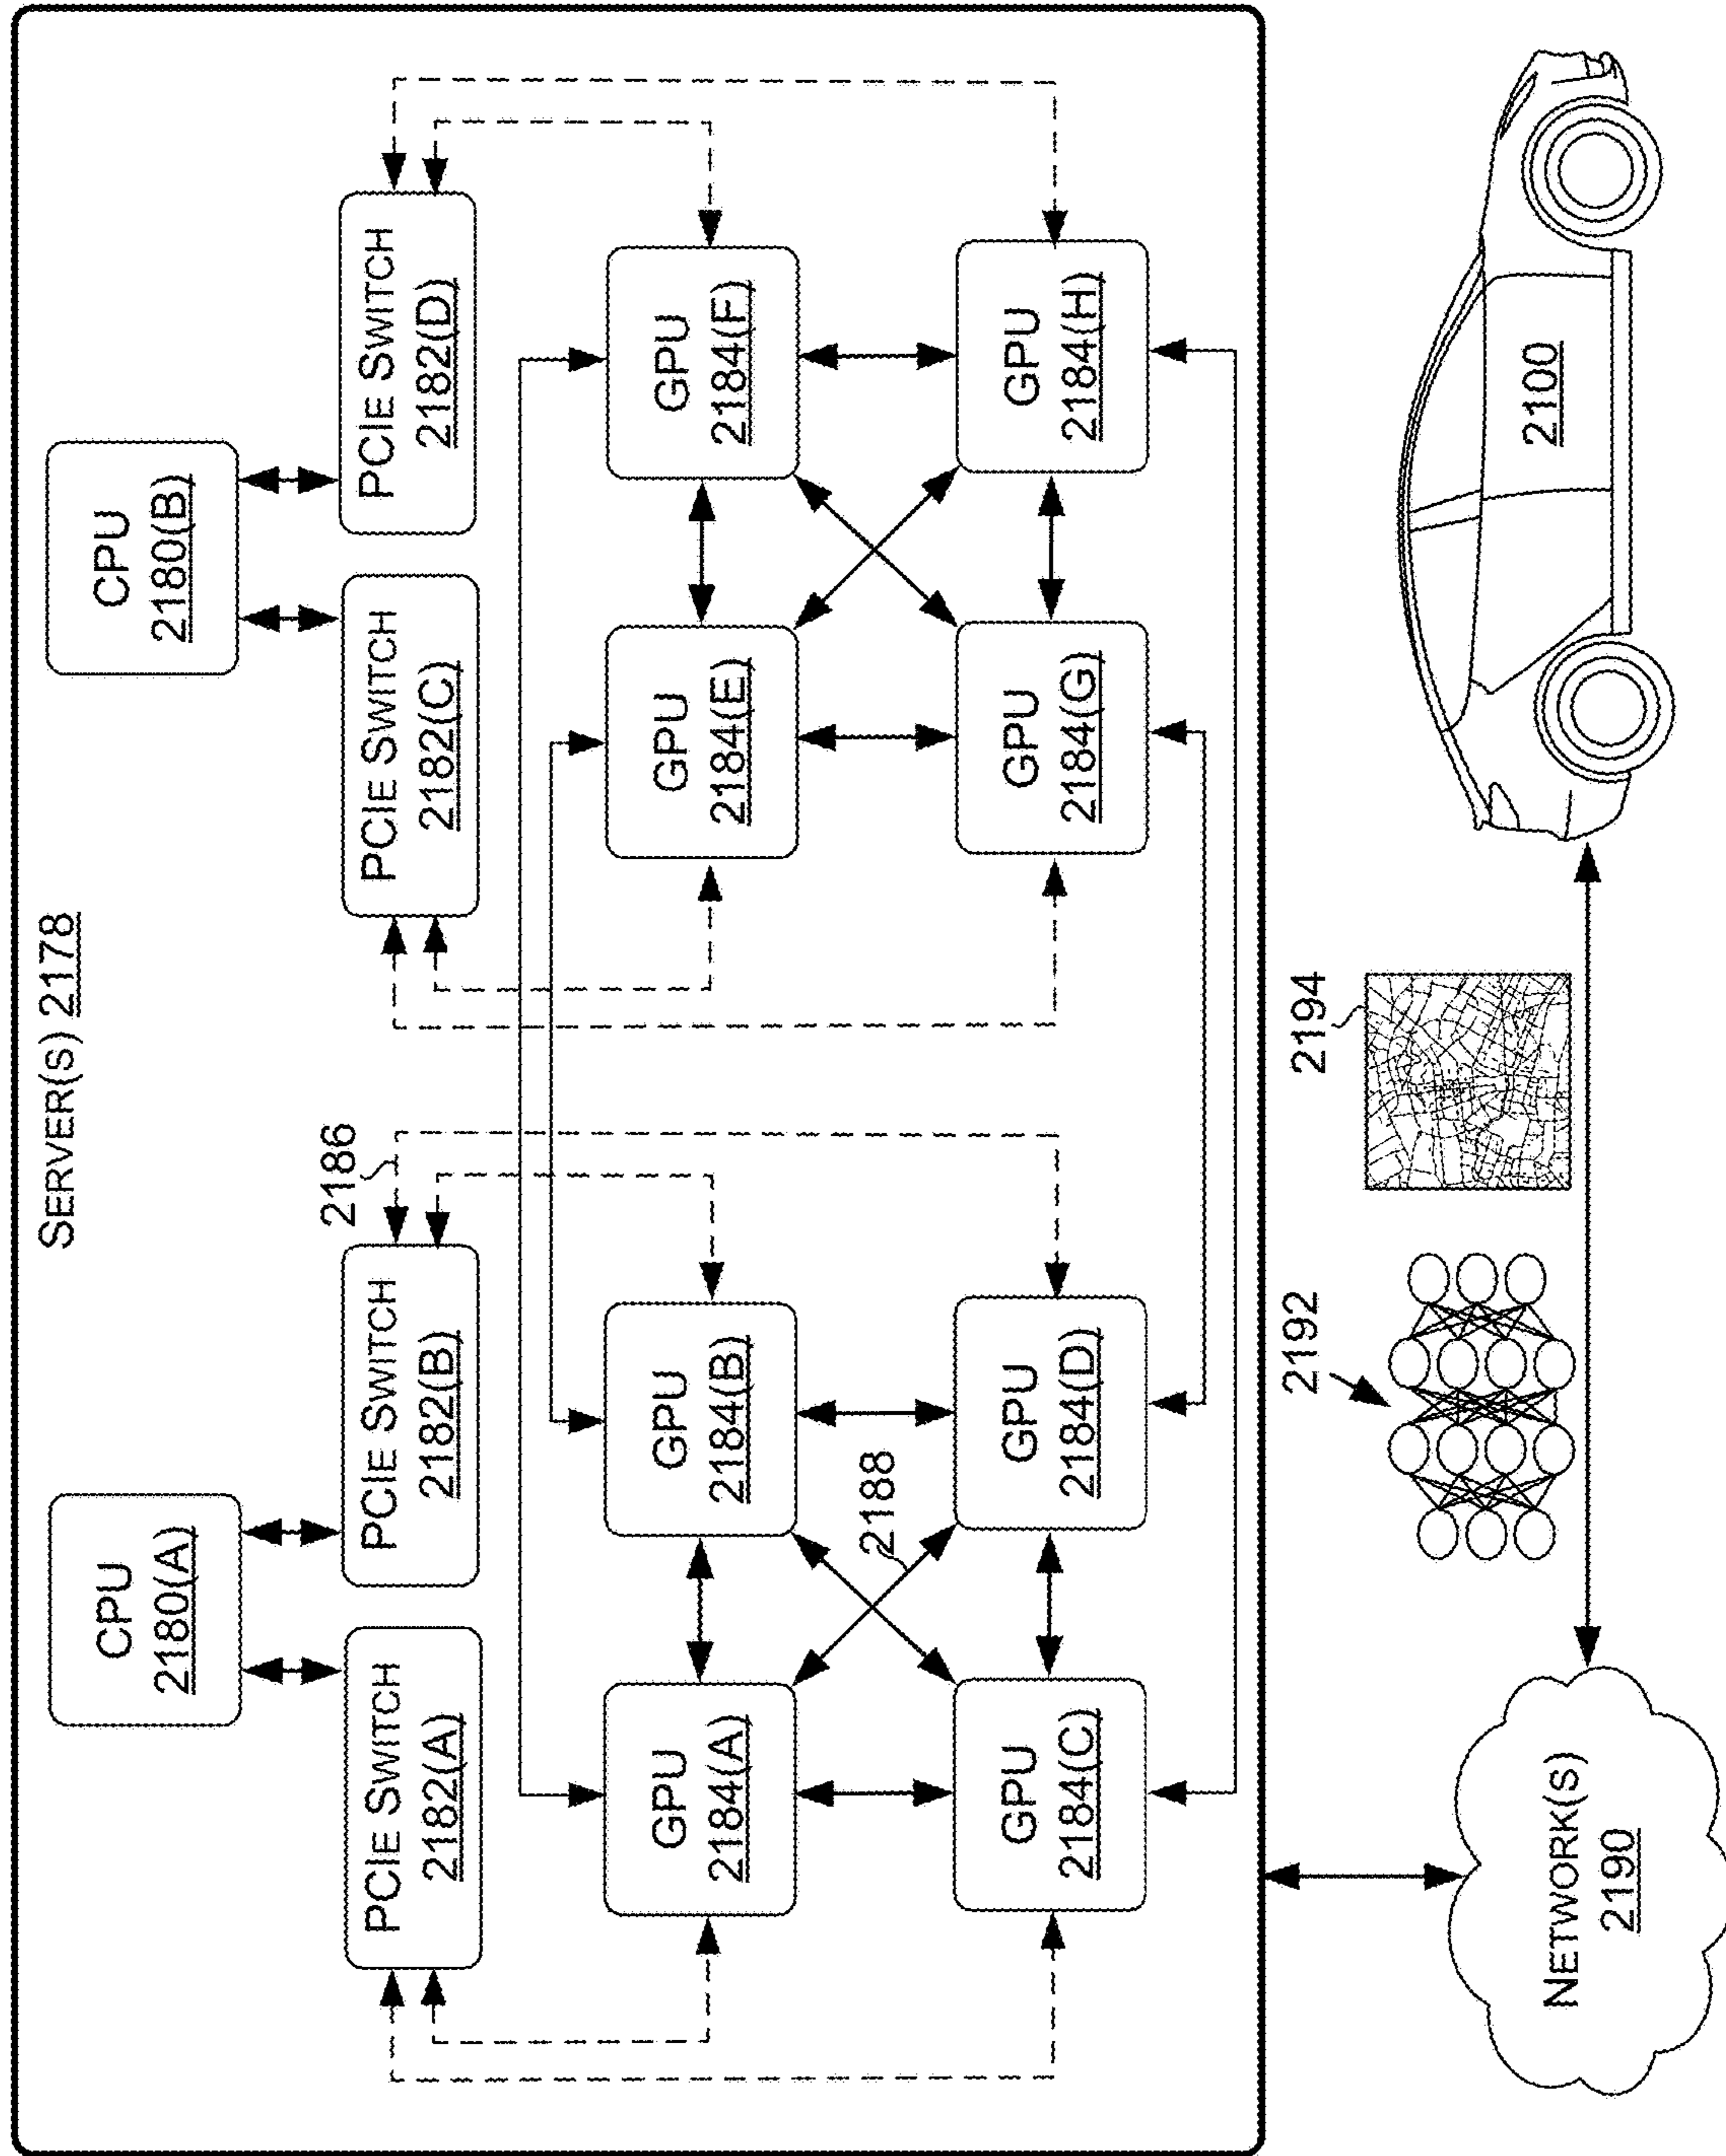 SERVER(S) 2178
CPU
2180(A)
CPU
2180(B)
PCIE SWITCH
2182(A)
PCIE SWITCH
2182(B)
2186
PCIE SWITCH
2182(C)
PCIE SWITCH
2182(D)
GPU
2184(A)
GPU
2184(B)
GPU
2184(E)
GPU
2184(F)
2188
GPU
2184(C)
GPU
2184(D)
GPU
2184(G)
GPU
2184(H)
2192
2194
NETWORK(S)
2190
2100